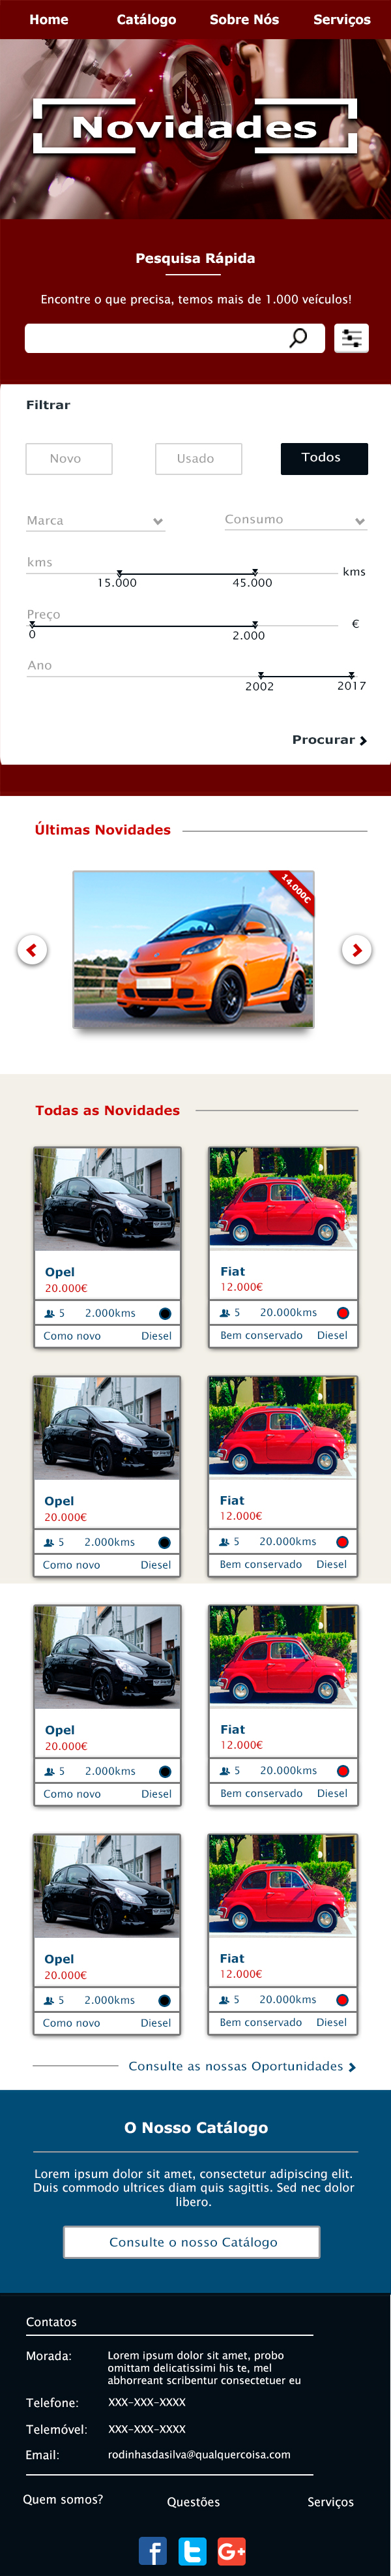 Home Catálogo Sobre Nós Serviços
Novidades
Pesquisa Rápida
Encontre o que precisa, temos mais de 1.000 veículos!
Filtrar
Novo Usado Todos
Marca Consumo
kms
kms
15.000 45.000
Preço
€
0 2.000
Ano
2002 2017
Procurar
Últimas Novidades
14.000€
Todas as Novidades
Opel
20.000€
5 2.000kms
Como novo Diesel
Fiat
12.000€
5 20.000kms
Bem conservado Diesel
Opel
20.000€
5 2.000kms
Como novo Diesel
Fiat
12.000€
5 20.000kms
Bem conservado Diesel
Opel
20.000€
5 2.000kms
Como novo Diesel
Fiat
12.000€
5 20.000kms
Bem conservado Diesel
Opel
20.000€
5 2.000kms
Como novo Diesel
Fiat
12.000€
5 20.000kms
Bem conservado Diesel
Consulte as nossas Oportunidades
O Nosso Catálogo
Lorem ipsum dolor sit amet, consectetur adipiscing elit.
Duis commodo ultrices diam quis sagittis. Sed nec dolor
libero.
Consulte o nosso Catálogo
Contatos
Morada: Lorem ipsum dolor sit amet, probo
omittam delicatissimi his te, mel
abhorreant scribentur consectetuer eu
Telefone: XXX-XXX-XXXX
Telemóvel: XXX-XXX-XXXX
Email: rodinhasdasilva@qualquercoisa.com
Quem somos? Questões Serviços
f G+